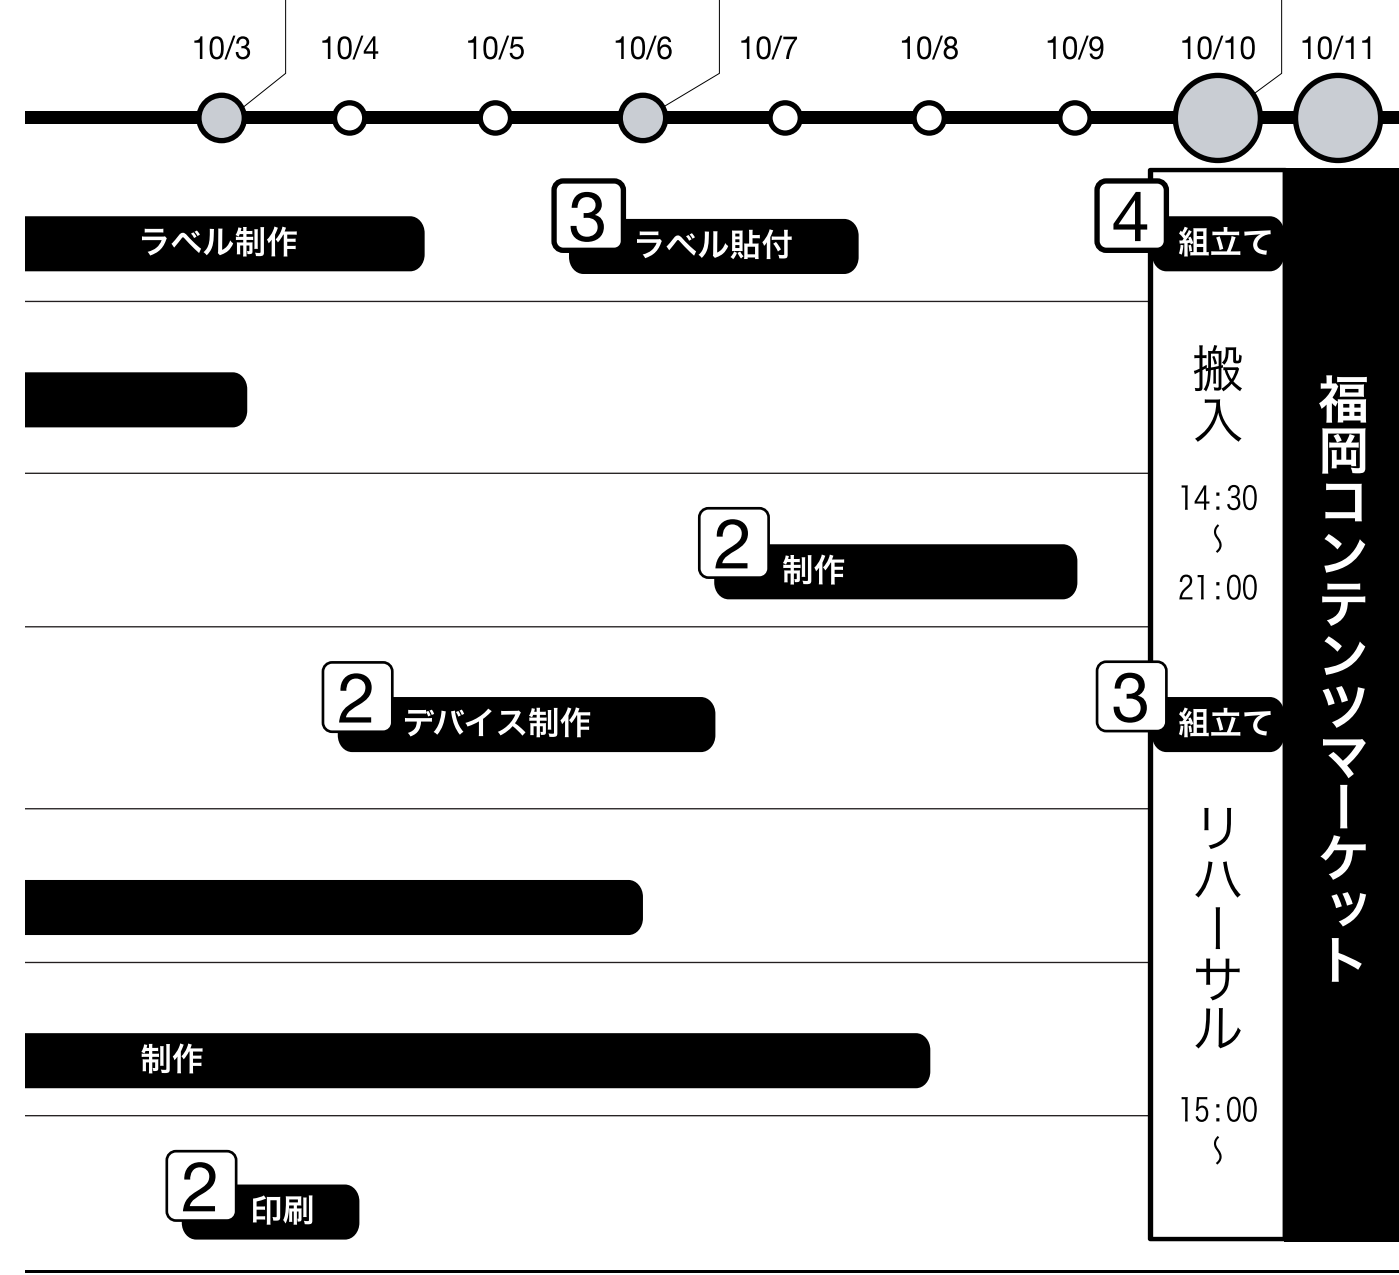 10/3 10/4 10/5 10/6 10/7 10/8 10/9 10/10 10/11
ラベル制作
3
ラベル貼付
4
組立て
搬入
14:30
〜
21:00
2
制作
2
デバイス制作
3
組立て
リハーサル
15:00
〜
制作
2
印刷
福岡コンテンツマーケット